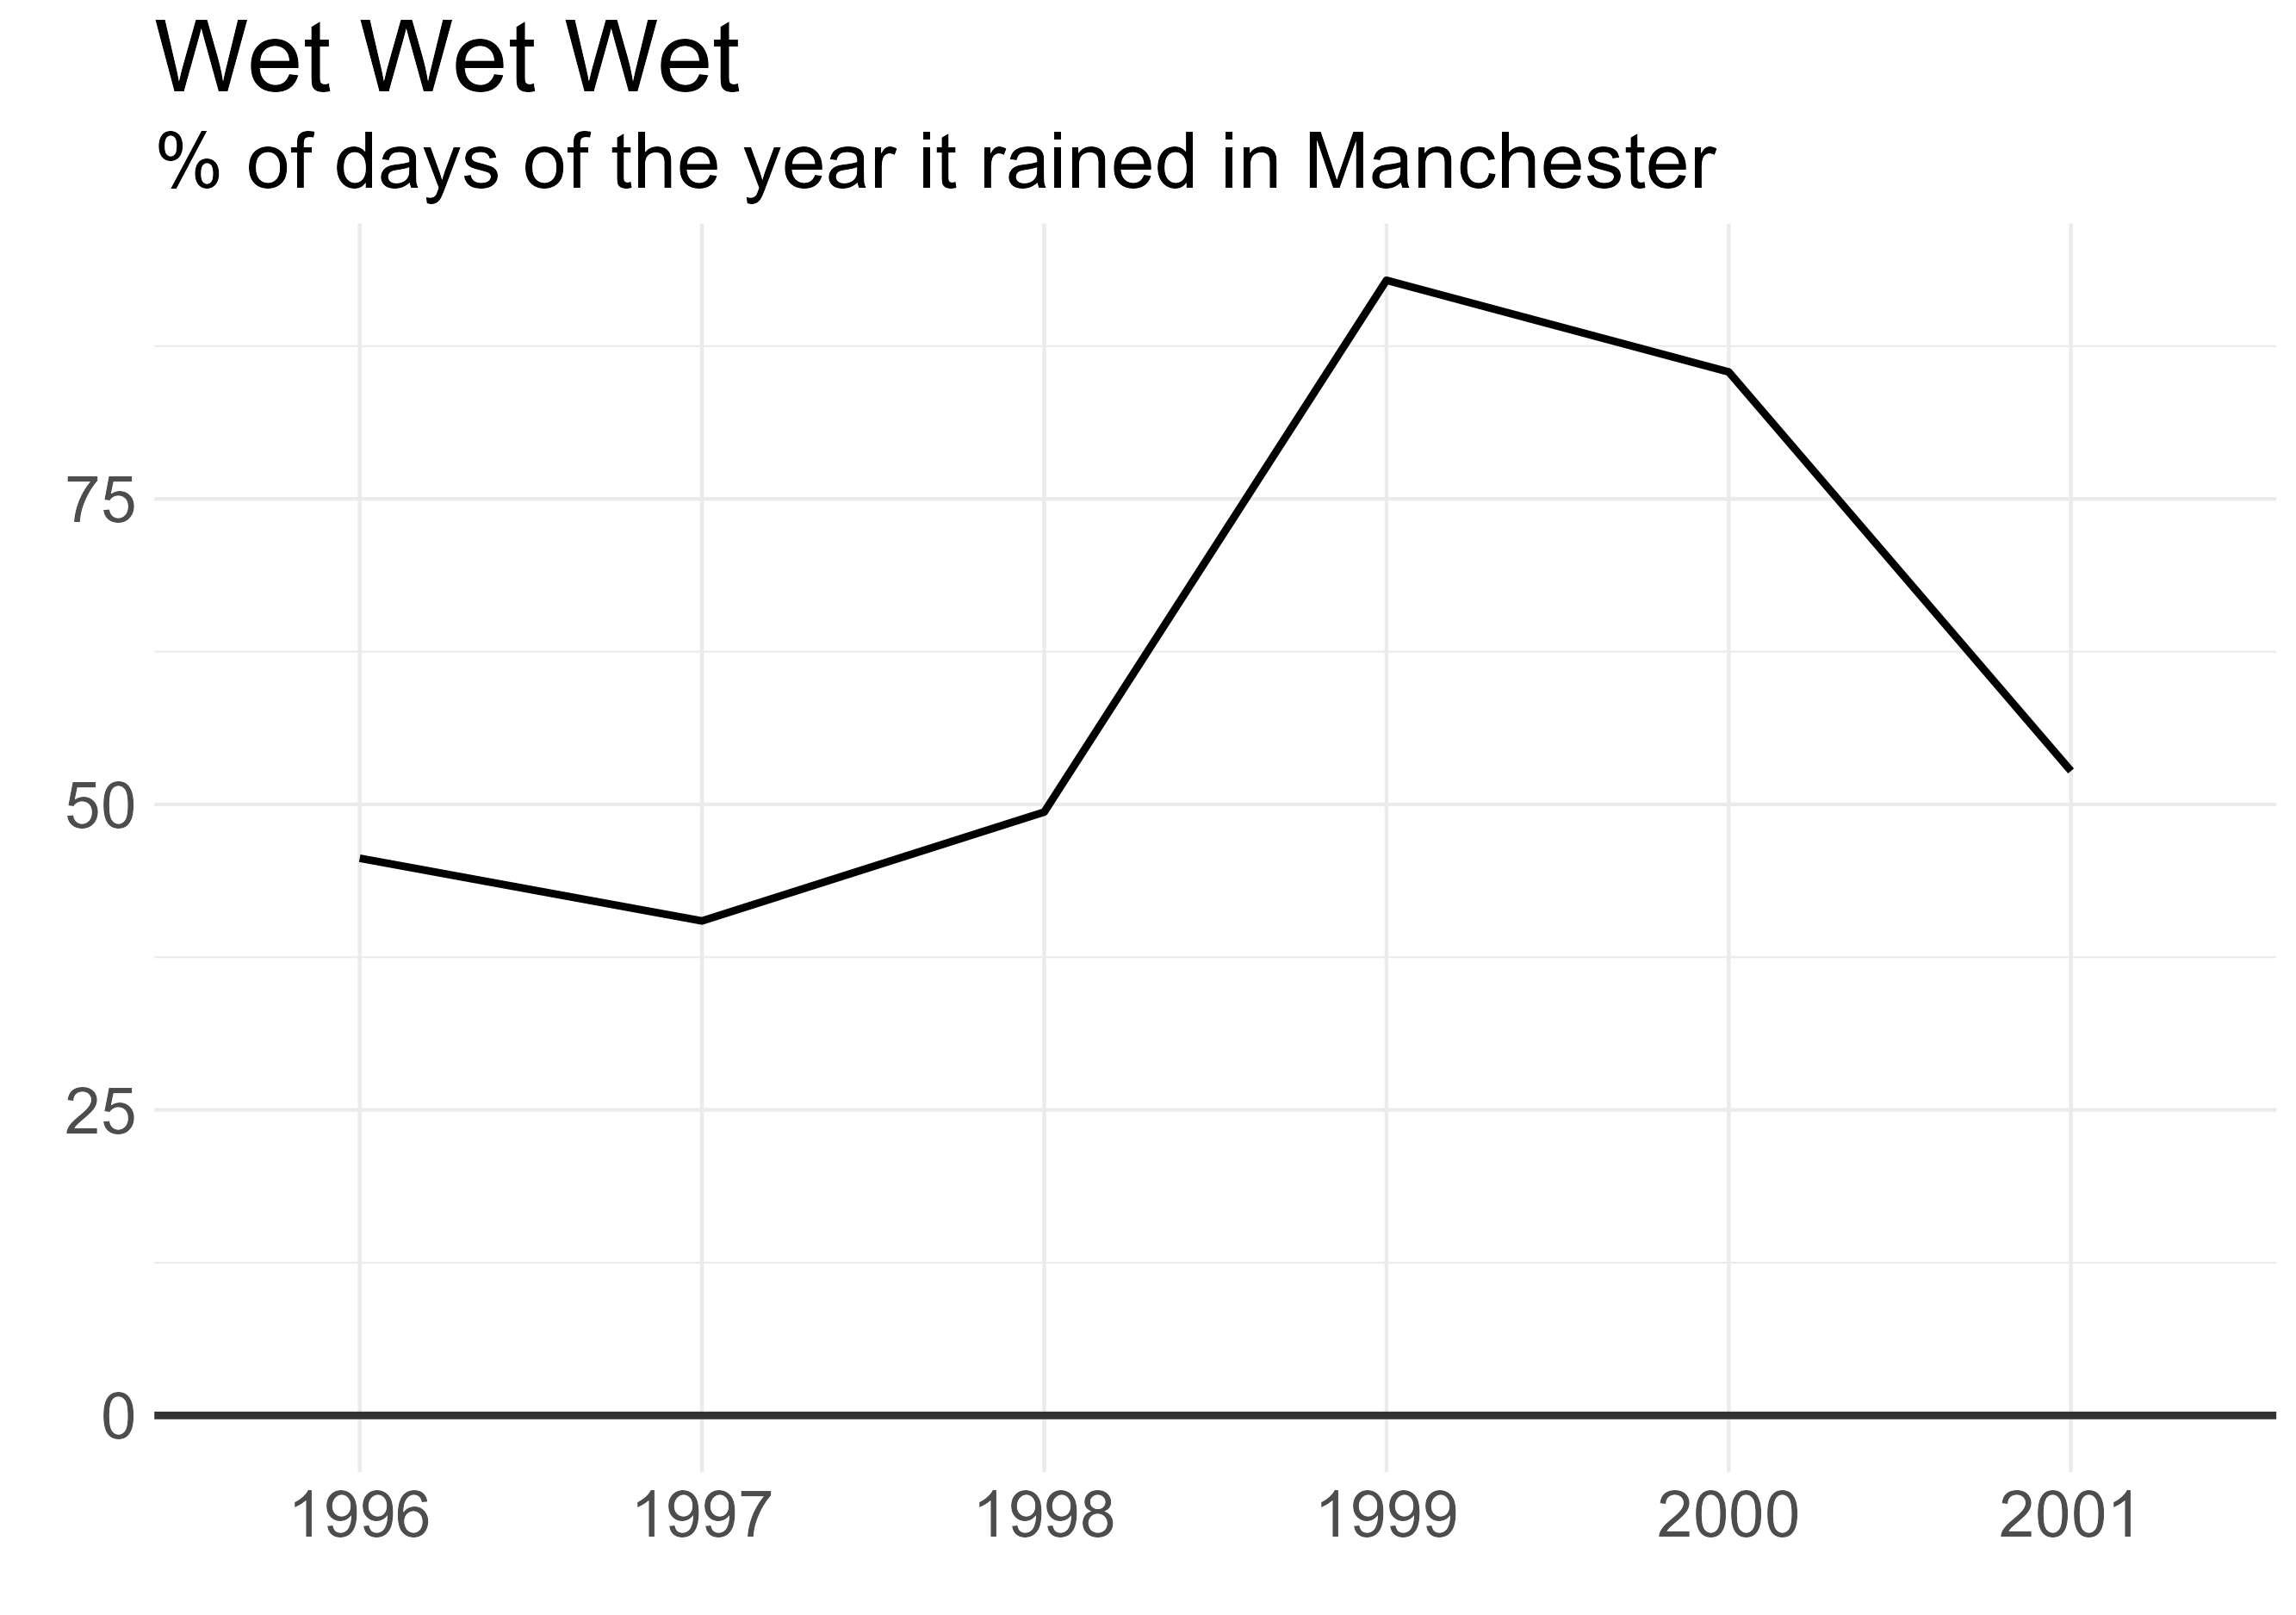 Wet Wet Wet
% of days of the year it rained in Manchester
75
50
25
0
1996 1997 1998 1999 2000 2001